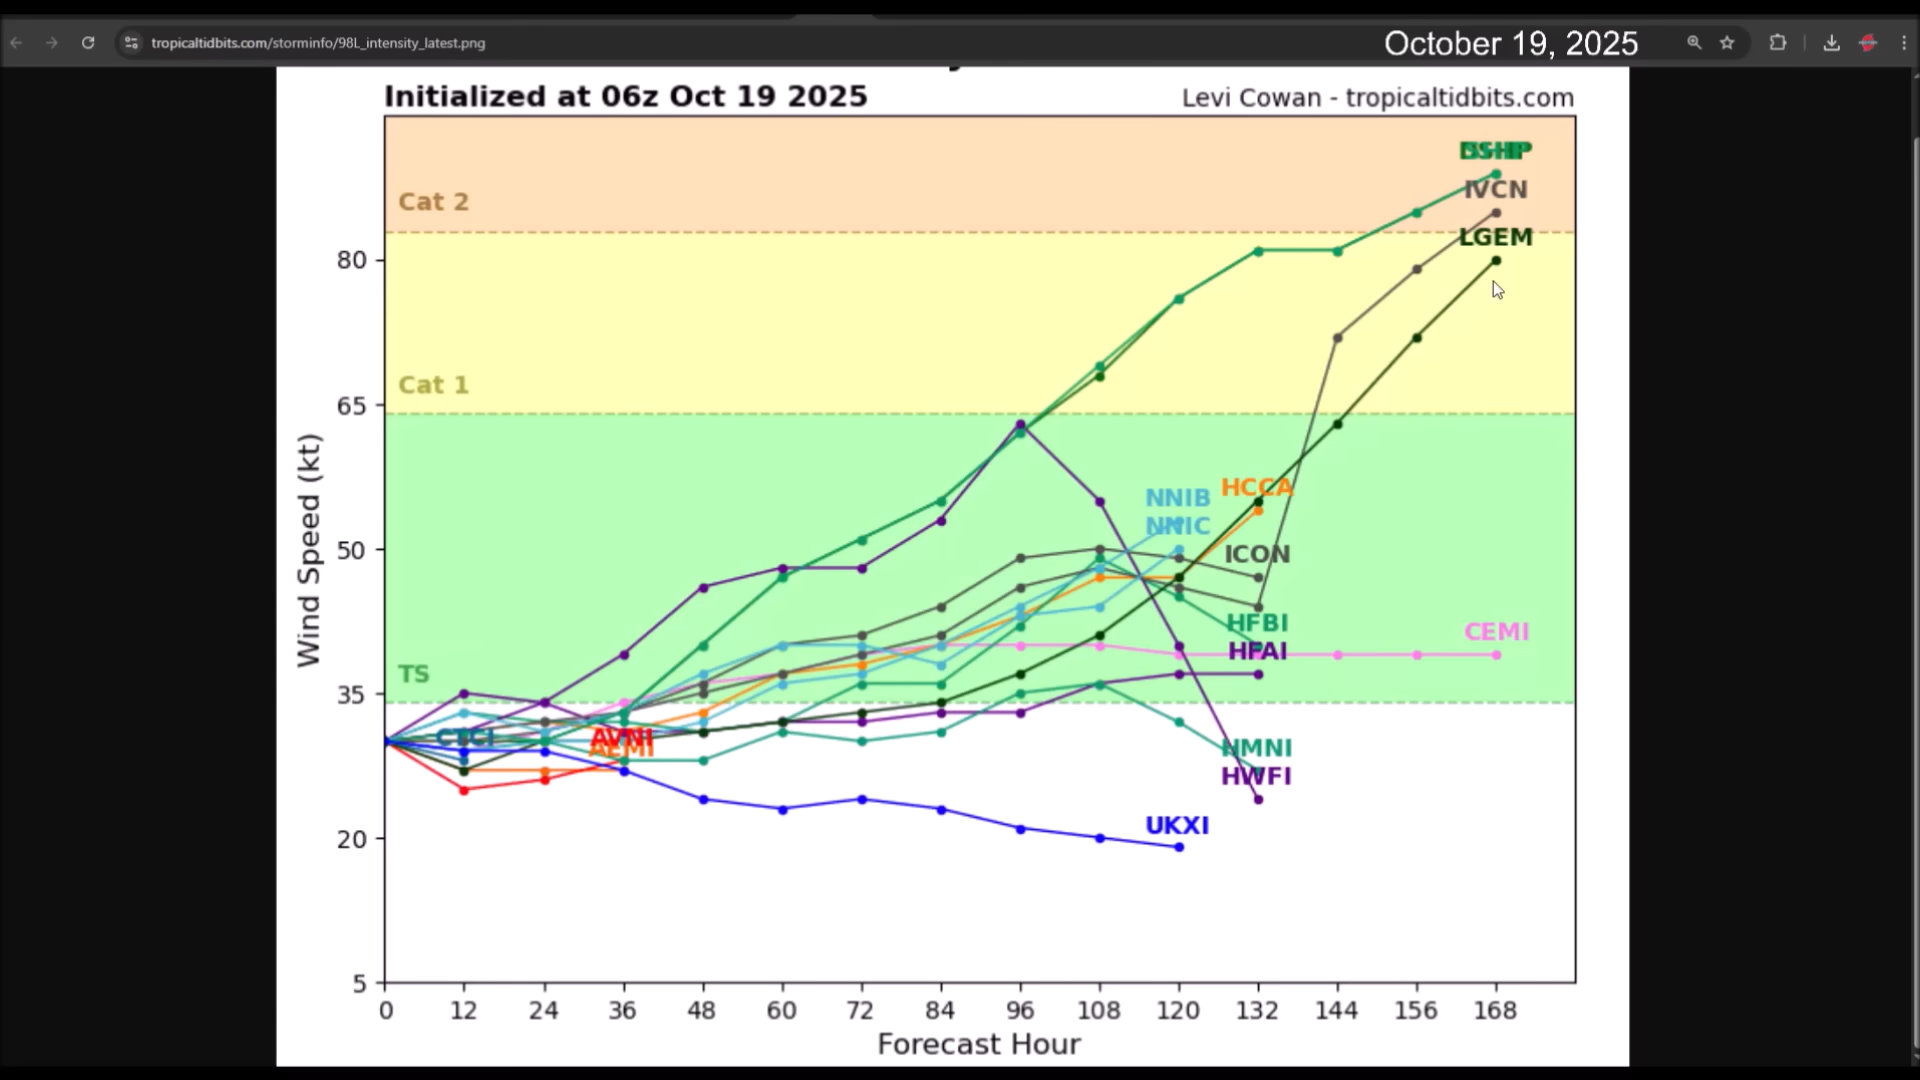 tropicaltidbits.com/storminfo/98L_intensity_latest.png
October 19, 2025
Initialized at 06z Oct 19 2025
Levi Cowan - tropicaltidbits.com
Cat 2
Cat 1
TS
IVCN
LGEM
NNIB
HCCA
NNIC
ICON
HFBI
CEMI
HFAI
CTCI
AVNI
AEMI
HMNI
HWFI
UKXI
80
65
50
35
20
5
Wind Speed (kt)
0 12 24 36 48 60 72 84 96 108 120 132 144 156 168
Forecast Hour